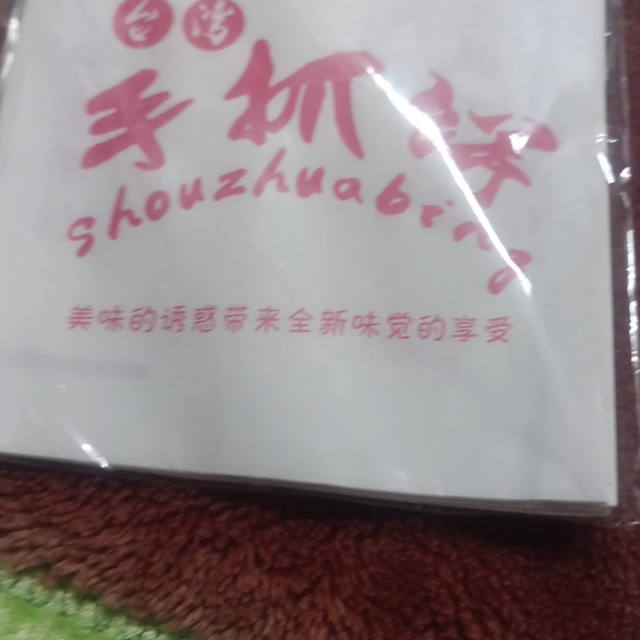 台湾
手抓饼
shouzhuabing
美味的诱惑带来全新味觉的享受